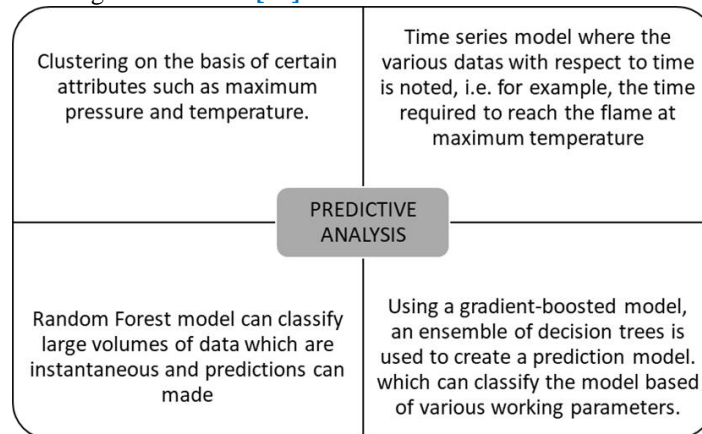 Clustering on the basis of certain
attributes such as maximum
pressure and temperature.
Time series model where the
various datas with respect to time
is noted, i.e. for example, the time
required to reach the flame at
maximum temperature
PREDICTIVE
ANALYSIS
Random Forest model can classify
large volumes of data which are
instantaneous and predictions can
made
Using a gradient-boosted model,
an ensemble of decision trees is
used to create a prediction model.
which can classify the model based
of various working parameters.